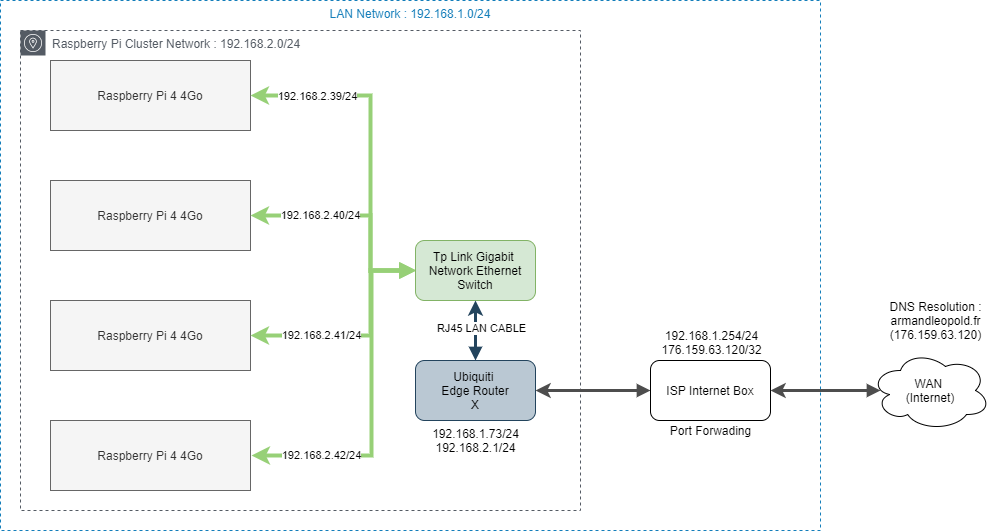 LAN Network : 192.168.1.0/24
Raspberry Pi Cluster Network : 192.168.2.0/24
Raspberry Pi 4 4Go
192.168.2.39/24
Raspberry Pi 4 4Go
192.168.2.40/24
Tp Link Gigabit
Network Ethernet
Switch
RJ45 LAN CABLE
Raspberry Pi 4 4Go
192.168.2.41/24
Ubiquiti
Edge Router
X
192.168.1.73/24
192.168.2.1/24
Raspberry Pi 4 4Go
192.168.2.42/24
192.168.1.254/24
176.159.63.120/32
ISP Internet Box
Port Forwading
DNS Resolution :
armandleopold.fr
(176.159.63.120)
WAN
(Internet)